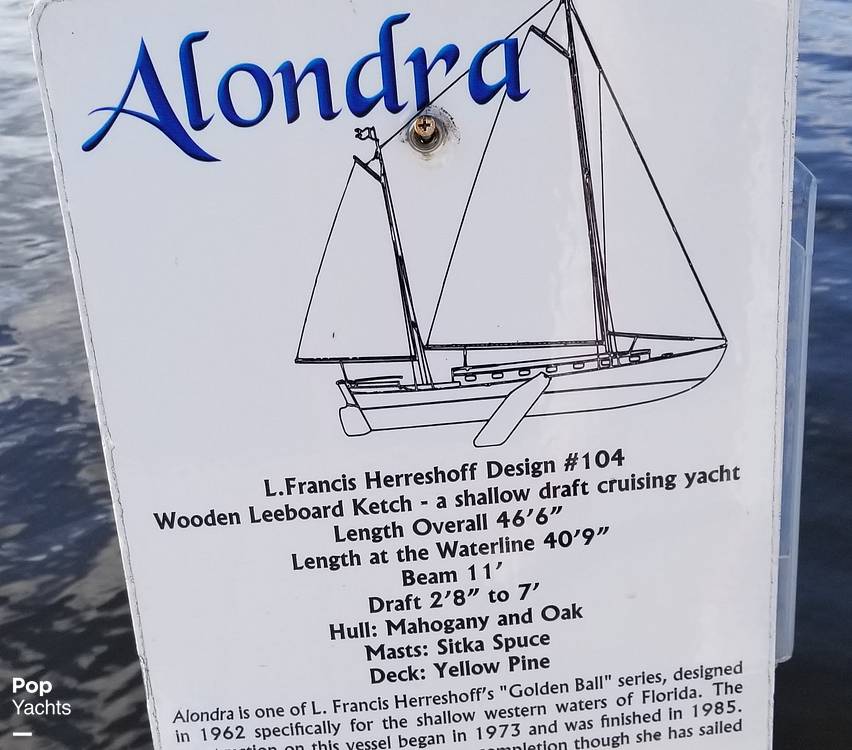 Alondra
L.Francis Herreshoff Design #104
Wooden Leeboard Ketch - a shallow draft cruising yacht
Length Overall 46'6"
Length at the Waterline 40'9"
Beam 11'
Draft 2'8" to 7'
Hull: Mahogany and Oak
Masts: Sitka Spuce
Deck: Yellow Pine
Alondra is one of L. Francis Herreshoff's "Golden Ball" series, designed
in 1962 specifically for the shallow western waters of Florida. The
on this vessel began in 1973 and was finished in 1985.
though she has sailed
Pop
Yachts